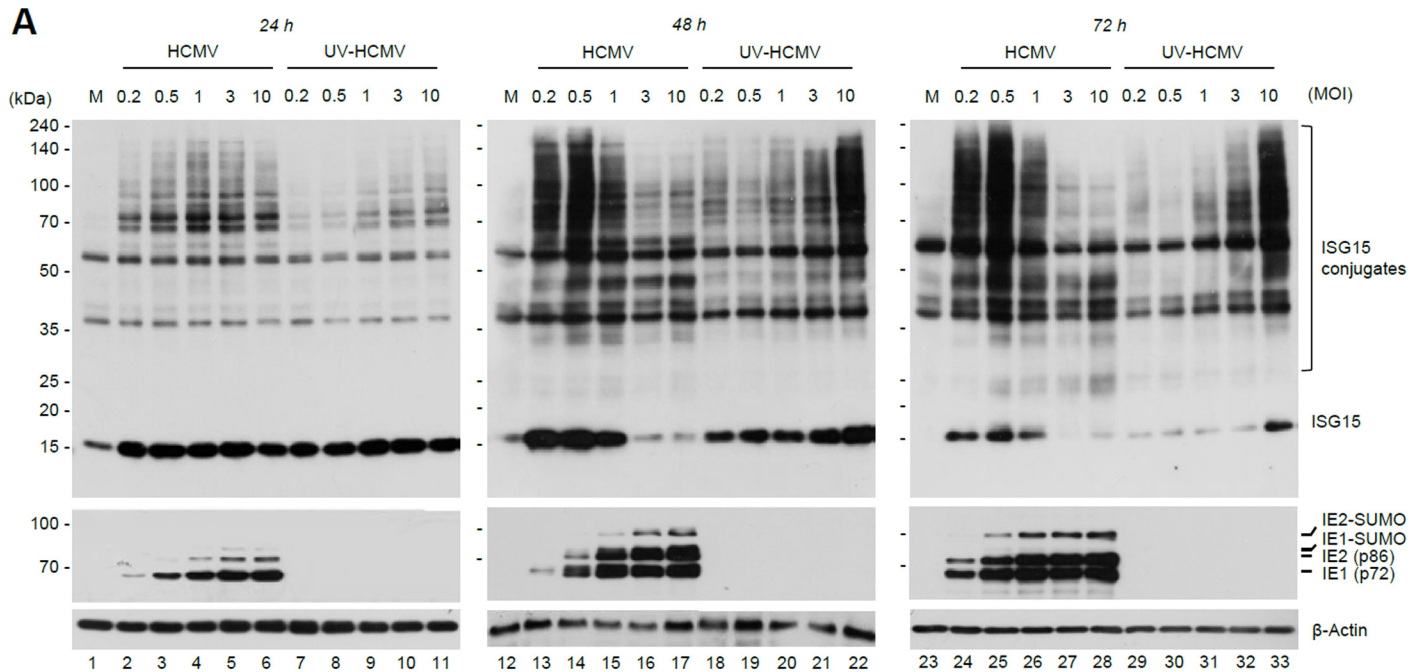 A
24 h 48 h 72 h
HCMV UV-HCMV HCMV UV-HCMV HCMV UV-HCMV
(kDa) M 0.2 0.5 1 3 10 0.2 0.5 1 3 10 M 0.2 0.5 1 3 10 0.2 0.5 1 3 10 M 0.2 0.5 1 3 10 0.2 0.5 1 3 10 (MOI)
240 -
140 -
100 -
70 -
50 -
35 -
25 -
20 -
15 -
ISG15
conjugates
ISG15
100 -
70 -
IE2-SUMO
IE1-SUMO
IE2 (p86)
IE1 (p72)
β-Actin
1 2 3 4 5 6 7 8 9 10 11 12 13 14 15 16 17 18 19 20 21 22 23 24 25 26 27 28 29 30 31 32 33